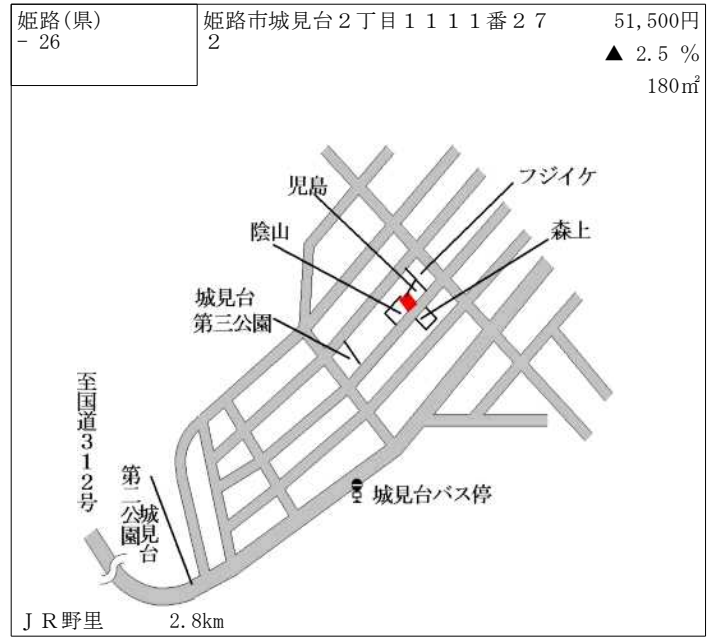 姫路(県)
- 26
姫路市城見台２丁目１１１１番２７
２
51,500円
▲ 2.5 %
180㎡
児島
フジイケ
陰山
森上
城見台
第三公園
至国道３１２号
城見台
第二公園
城見台バス停
ＪＲ野里
2.8km